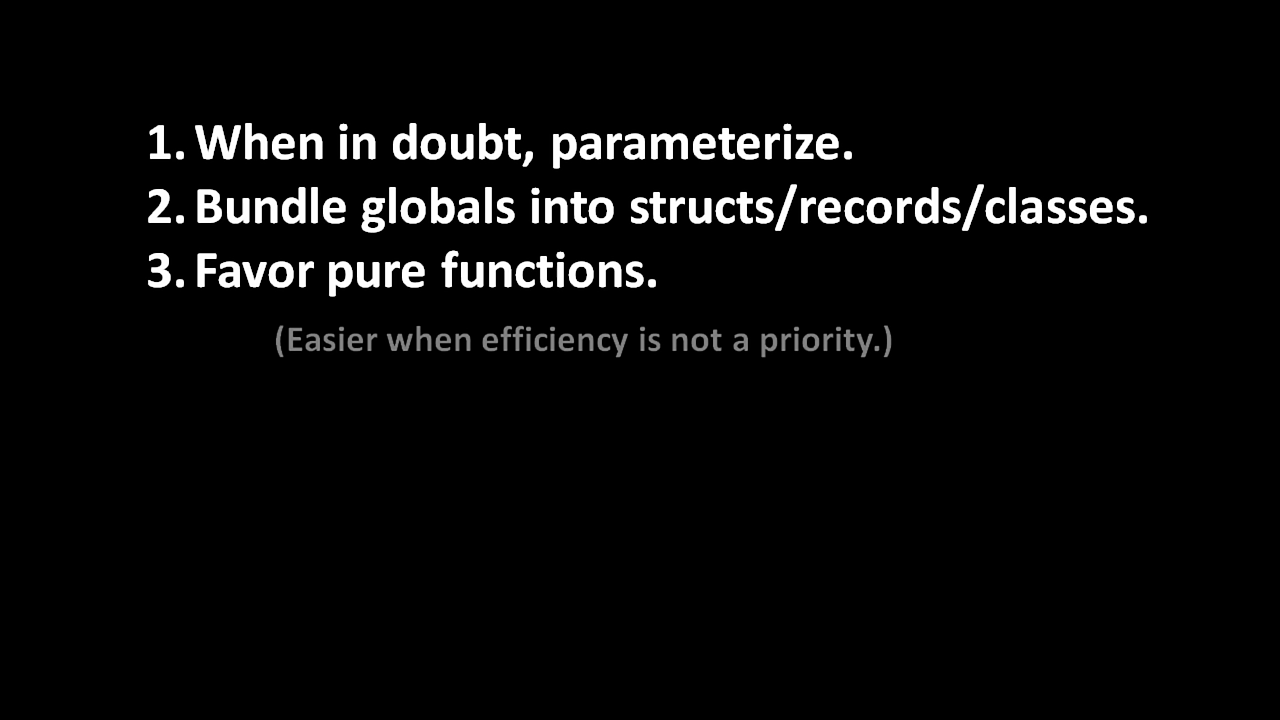 1. When in doubt, parameterize.
2. Bundle globals into structs/records/classes.
3. Favor pure functions.
(Easier when efficiency is not a priority.)